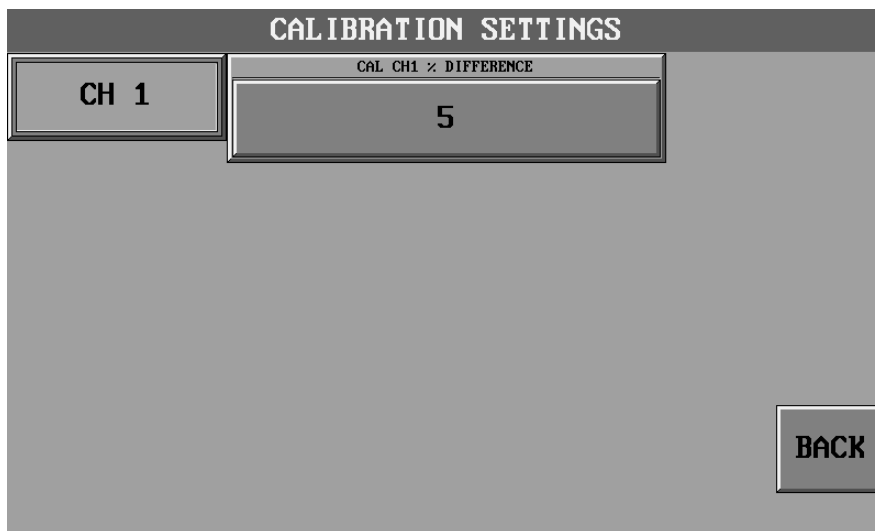 CALIBRATION SETTINGS
CH 1
CAL CH1 % DIFFERENCE
5
BACK